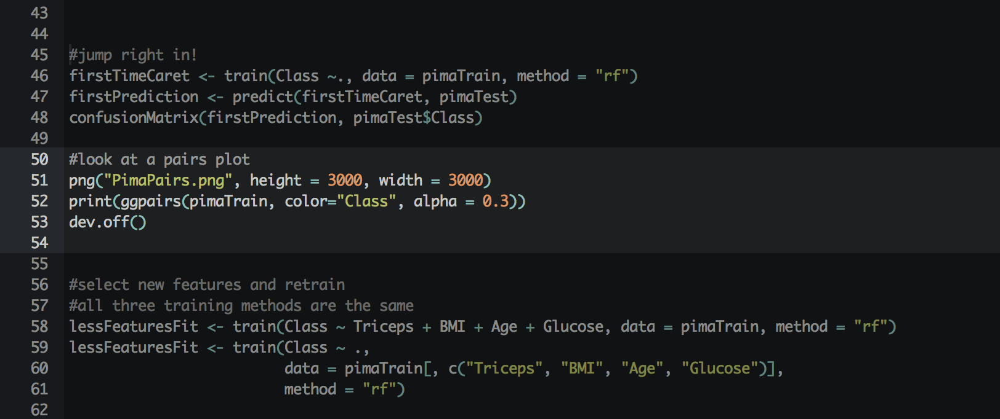 43
44
45 #jump right in!
46 firstTimeCaret <- train(Class ~., data = pimaTrain, method = "rf")
47 firstPrediction <- predict(firstTimeCaret, pimaTest)
48 confusionMatrix(firstPrediction, pimaTest$Class)
49
50 #look at a pairs plot
51 png("PimaPairs.png", height = 3000, width = 3000)
52 print(ggpairs(pimaTrain, color="Class", alpha = 0.3))
53 dev.off()
54
55
56 #select new features and retrain
57 #all three training methods are the same
58 lessFeaturesFit <- train(Class ~ Triceps + BMI + Age + Glucose, data = pimaTrain, method = "rf")
59 lessFeaturesFit <- train(Class ~ .,
60                          data = pimaTrain[, c("Triceps", "BMI", "Age", "Glucose")],
61                          method = "rf")
62